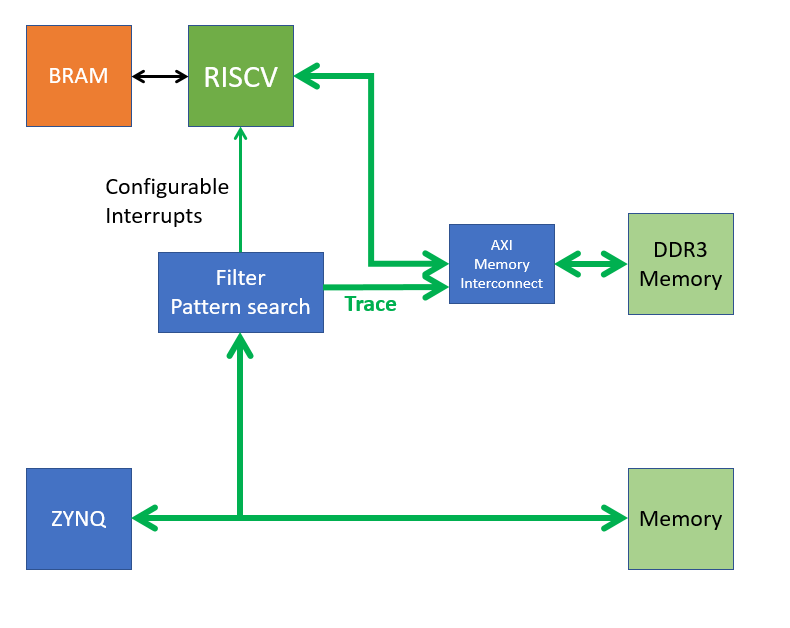 BRAM
RISCV
Configurable
Interrupts
Filter
Pattern search
Trace
AXI
Memory
Interconnect
DDR3
Memory
ZYNQ
Memory